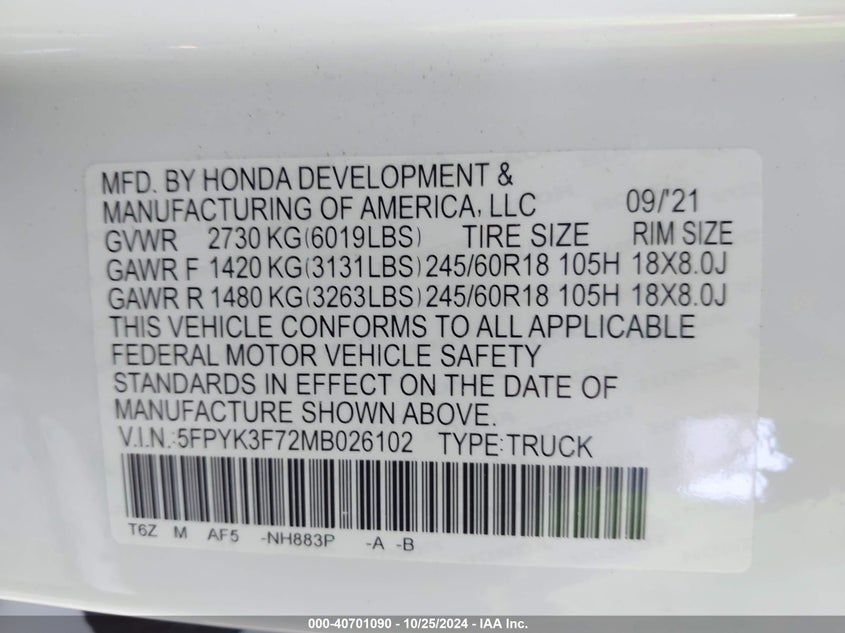 MFD. BY HONDA DEVELOPMENT &
MANUFACTURING OF AMERICA, LLC 09/'21
GVWR 2730 KG(6019LBS) TIRE SIZE RIM SIZE
GAWR F 1420 KG(3131LBS) 245/60R18 105H 18X8.0J
GAWR R 1480 KG(3263LBS) 245/60R18 105H 18X8.0J
THIS VEHICLE CONFORMS TO ALL APPLICABLE
FEDERAL MOTOR VEHICLE SAFETY
STANDARDS IN EFFECT ON THE DATE OF
MANUFACTURE SHOWN ABOVE.
V.I.N.:5FPYK3F72MB026102 TYPE:TRUCK
T6Z M AF5 -NH883P -A -B
000-40701090 - 10/25/2024 - IAA Inc.